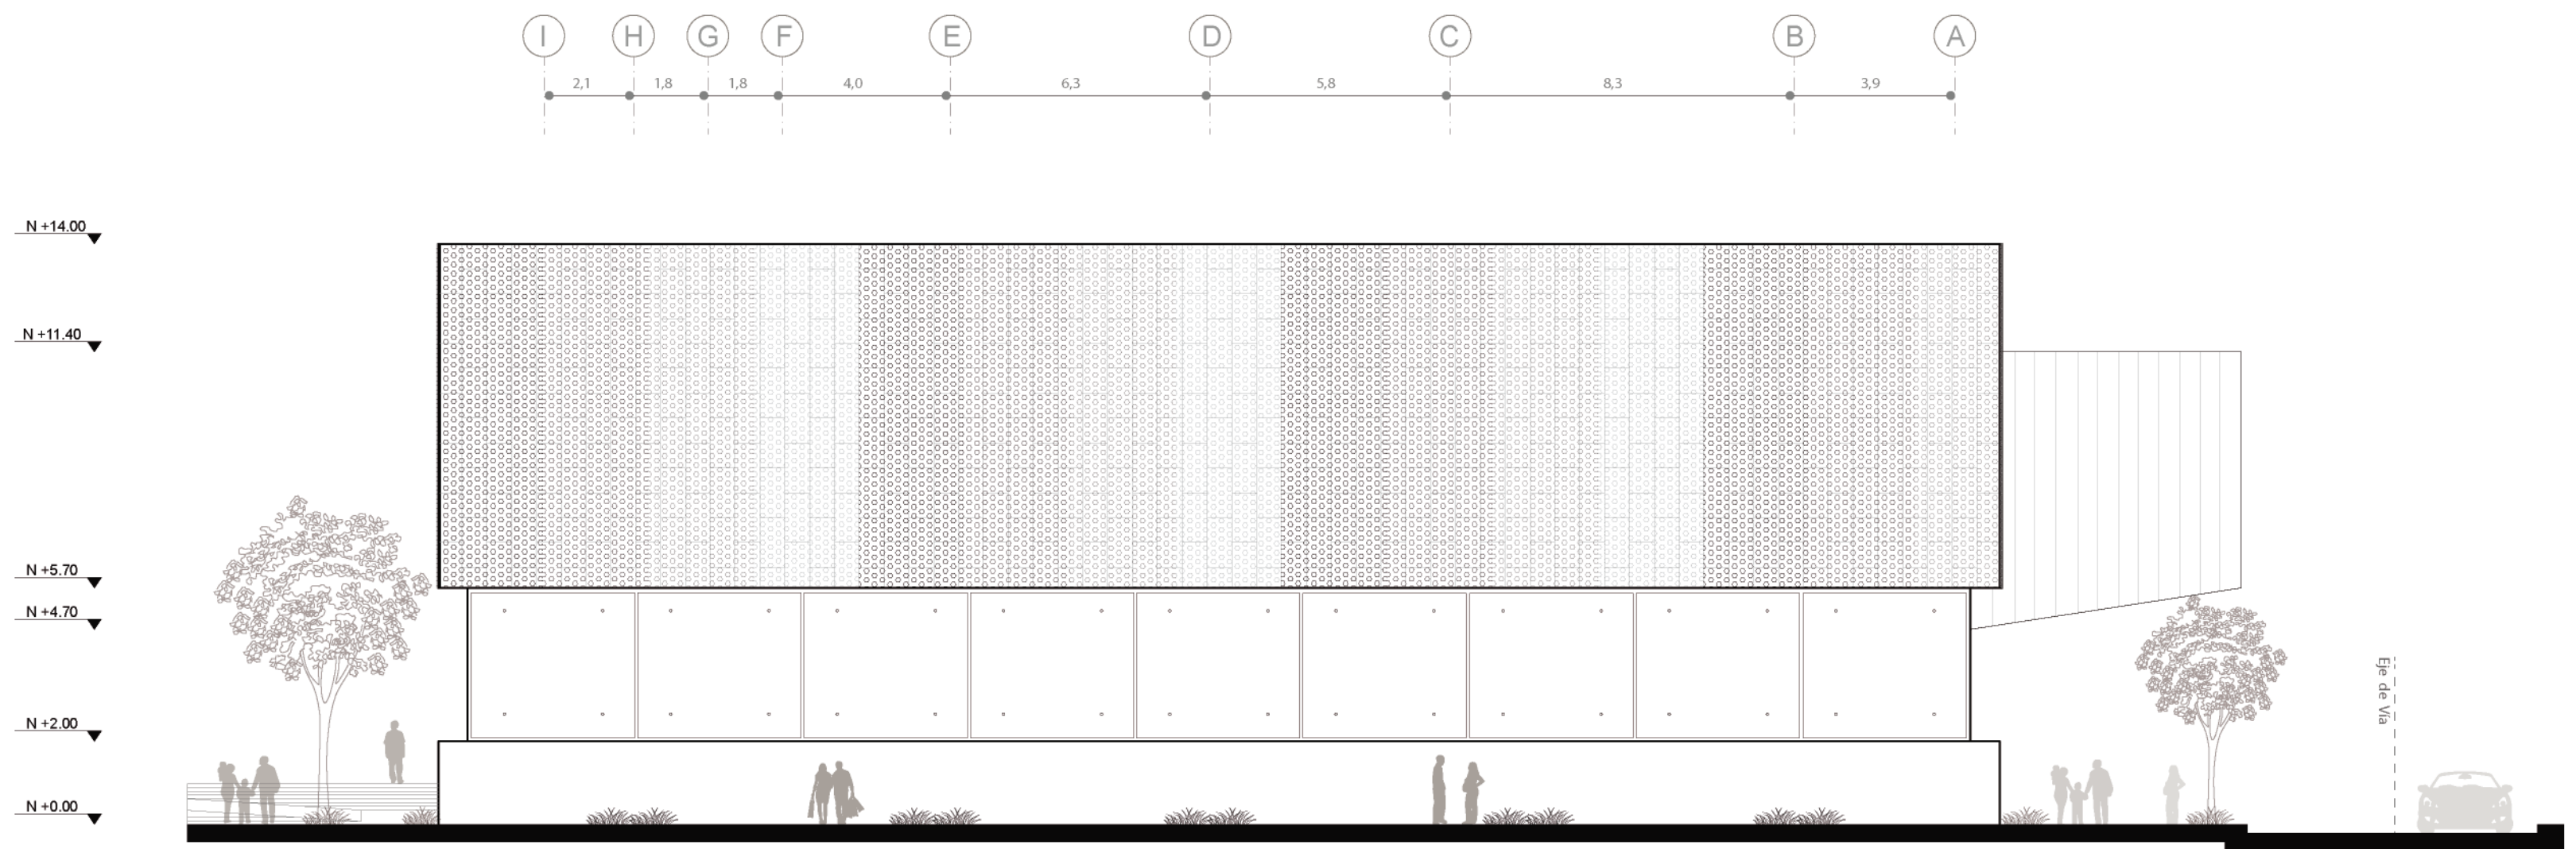 I H G F E D C B A
2,1 1,8 1,8 4,0 6,3 5,8 8,3 3,9
N +14.00
N +11.40
N +5.70
N +4.70
N +2.00
N +0.00
Eje de Vía